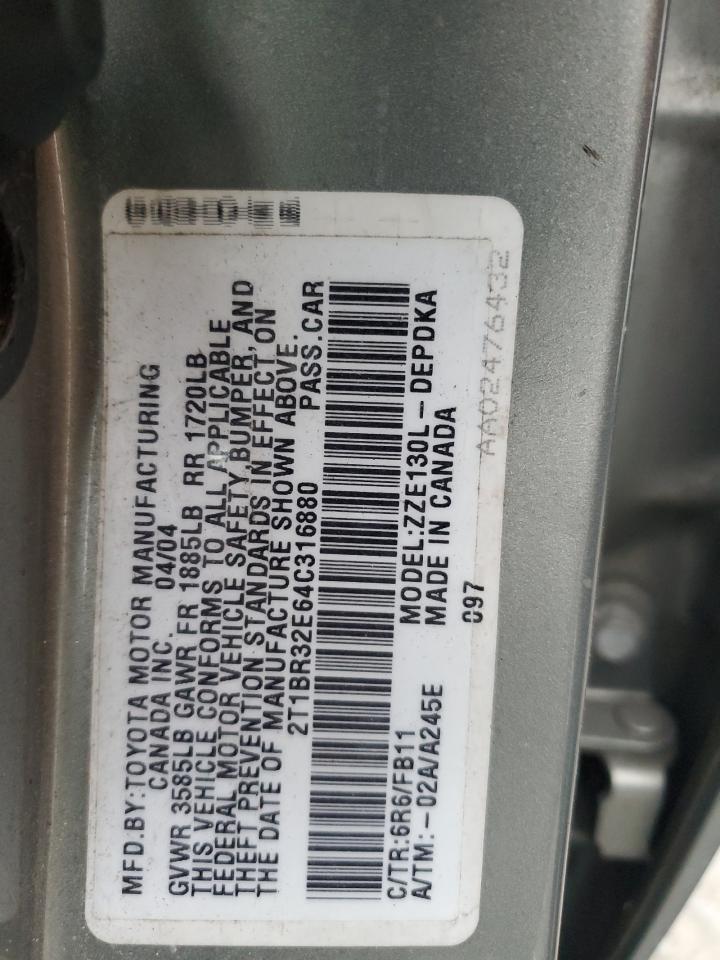 MFD.BY:TOYOTA MOTOR MANUFACTURING
CANADA INC. 04/04
GVWR 3585LB GAWR FR 1885LB RR 1720LB
THIS VEHICLE CONFORMS TO ALL APPLICABLE
FEDERAL MOTOR VEHICLE SAFETY,BUMPER, AND
THEFT PREVENTION STANDARDS IN EFFECT ON
THE DATE OF MANUFACTURE SHOWN ABOVE.
2T1BR32E64C316880 PASS.CAR
C/TR:6R6/FB11 MODEL:ZZE130L-DEPDKA
A/TM:-02A/A245E MADE IN CANADA
097
AA02476432